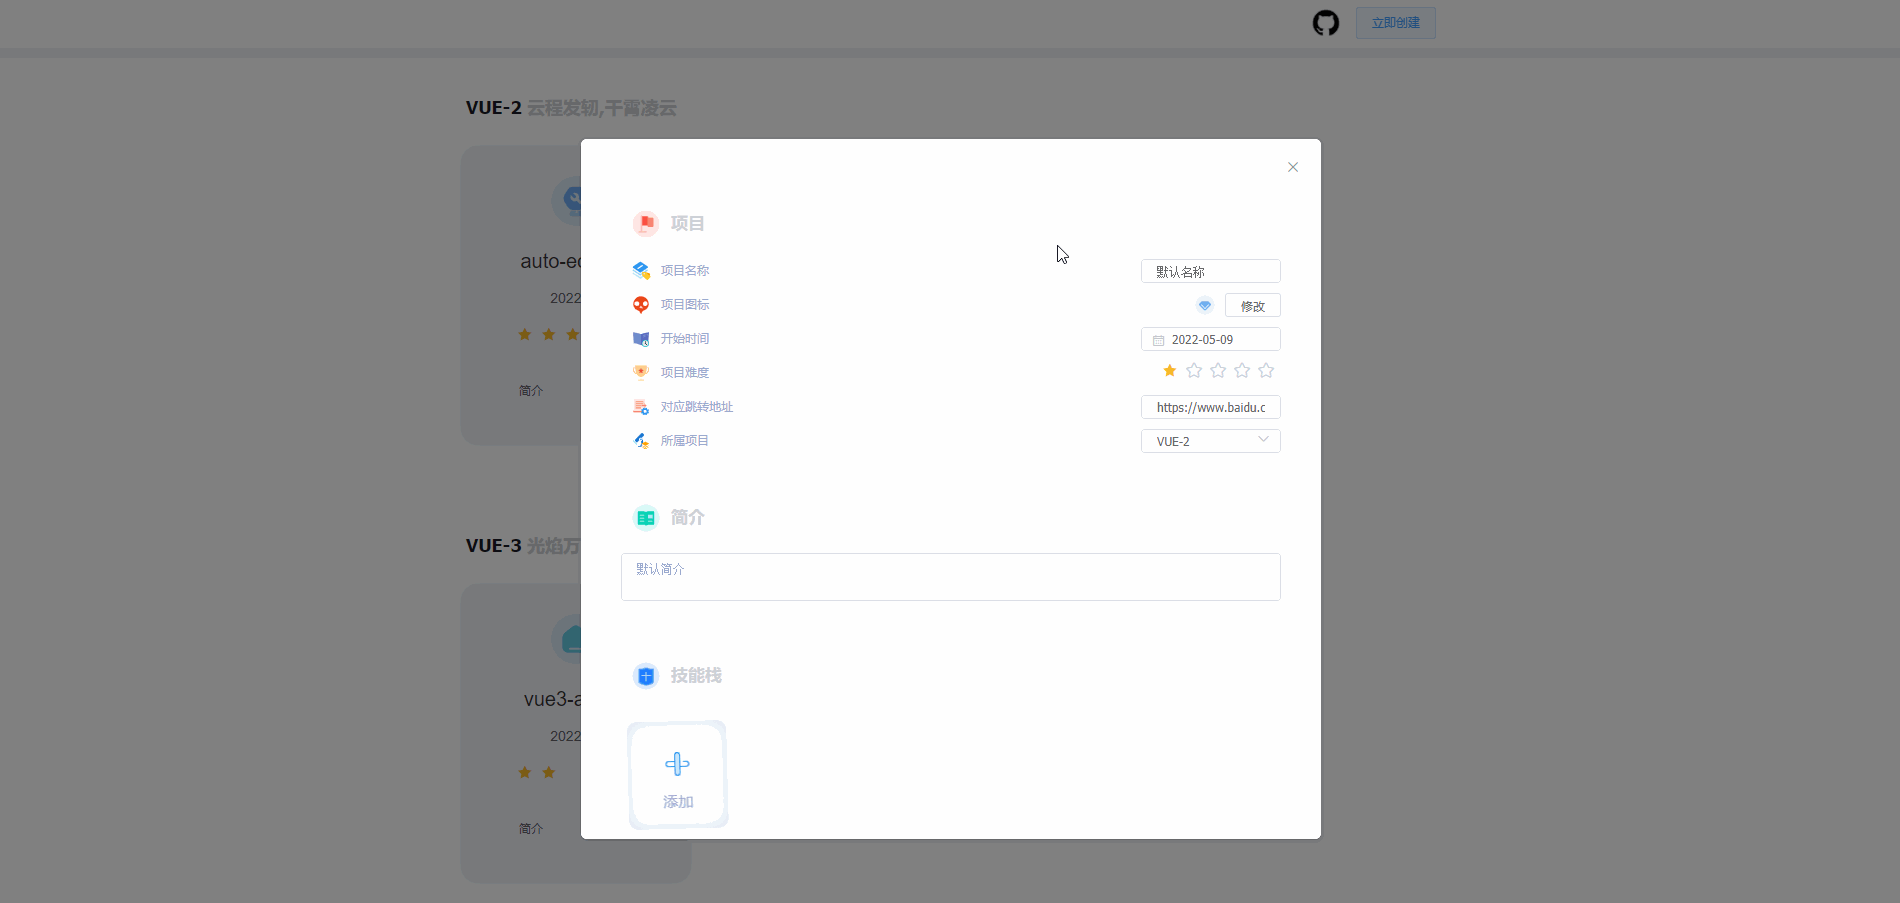 立即创建
VUE-2 云程发轫,干霄凌云
auto-ec
2022
简介
VUE-3 光焰万
vue3-a
2022
简介
项目
项目名称
默认名称
项目图标
修改
开始时间
2022-05-09
项目难度
对应跳转地址
https://www.baidu.c
所属项目
VUE-2
简介
默认简介
技能栈
添加